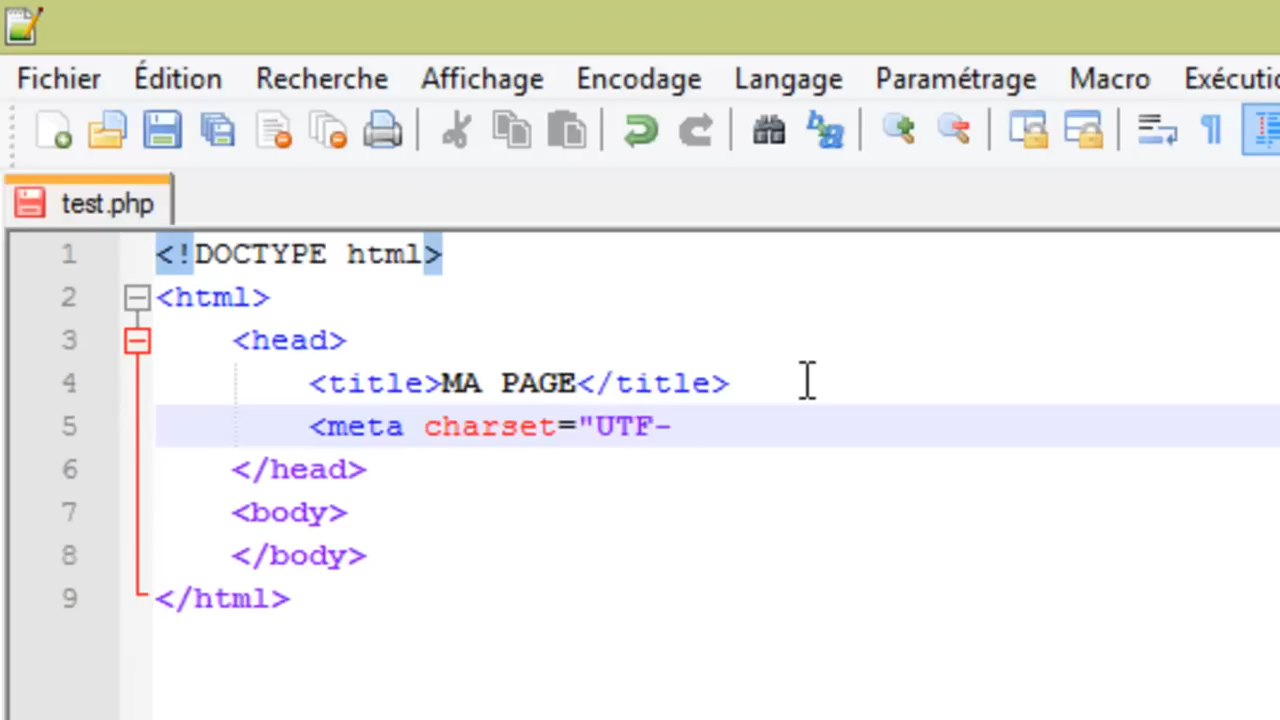 Fichier Édition Recherche Affichage Encodage Langage Paramétrage Macro Exécutio
test.php
1 <!DOCTYPE html>
2 <html>
3 <head>
4 <title>MA PAGE</title>
5 <meta charset="UTF-
6 </head>
7 <body>
8 </body>
9 </html>